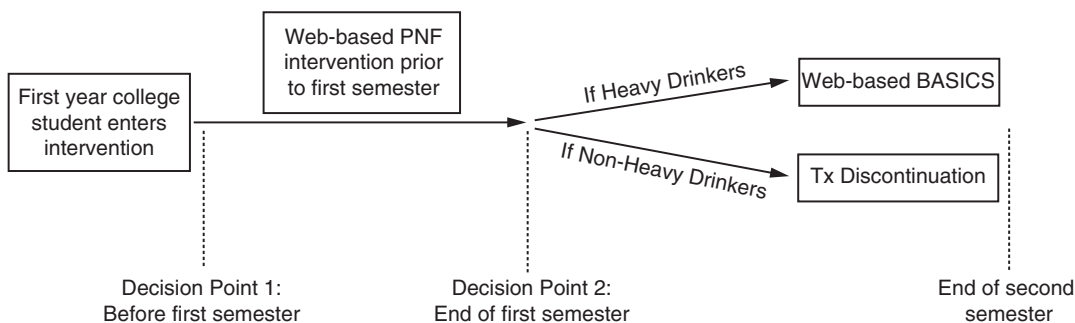 First year college
student enters
intervention
Web-based PNF
intervention prior
to first semester
If Heavy Drinkers
If Non-Heavy Drinkers
Web-based BASICS
Tx Discontinuation
Decision Point 1:
Before first semester
Decision Point 2:
End of first semester
End of second
semester